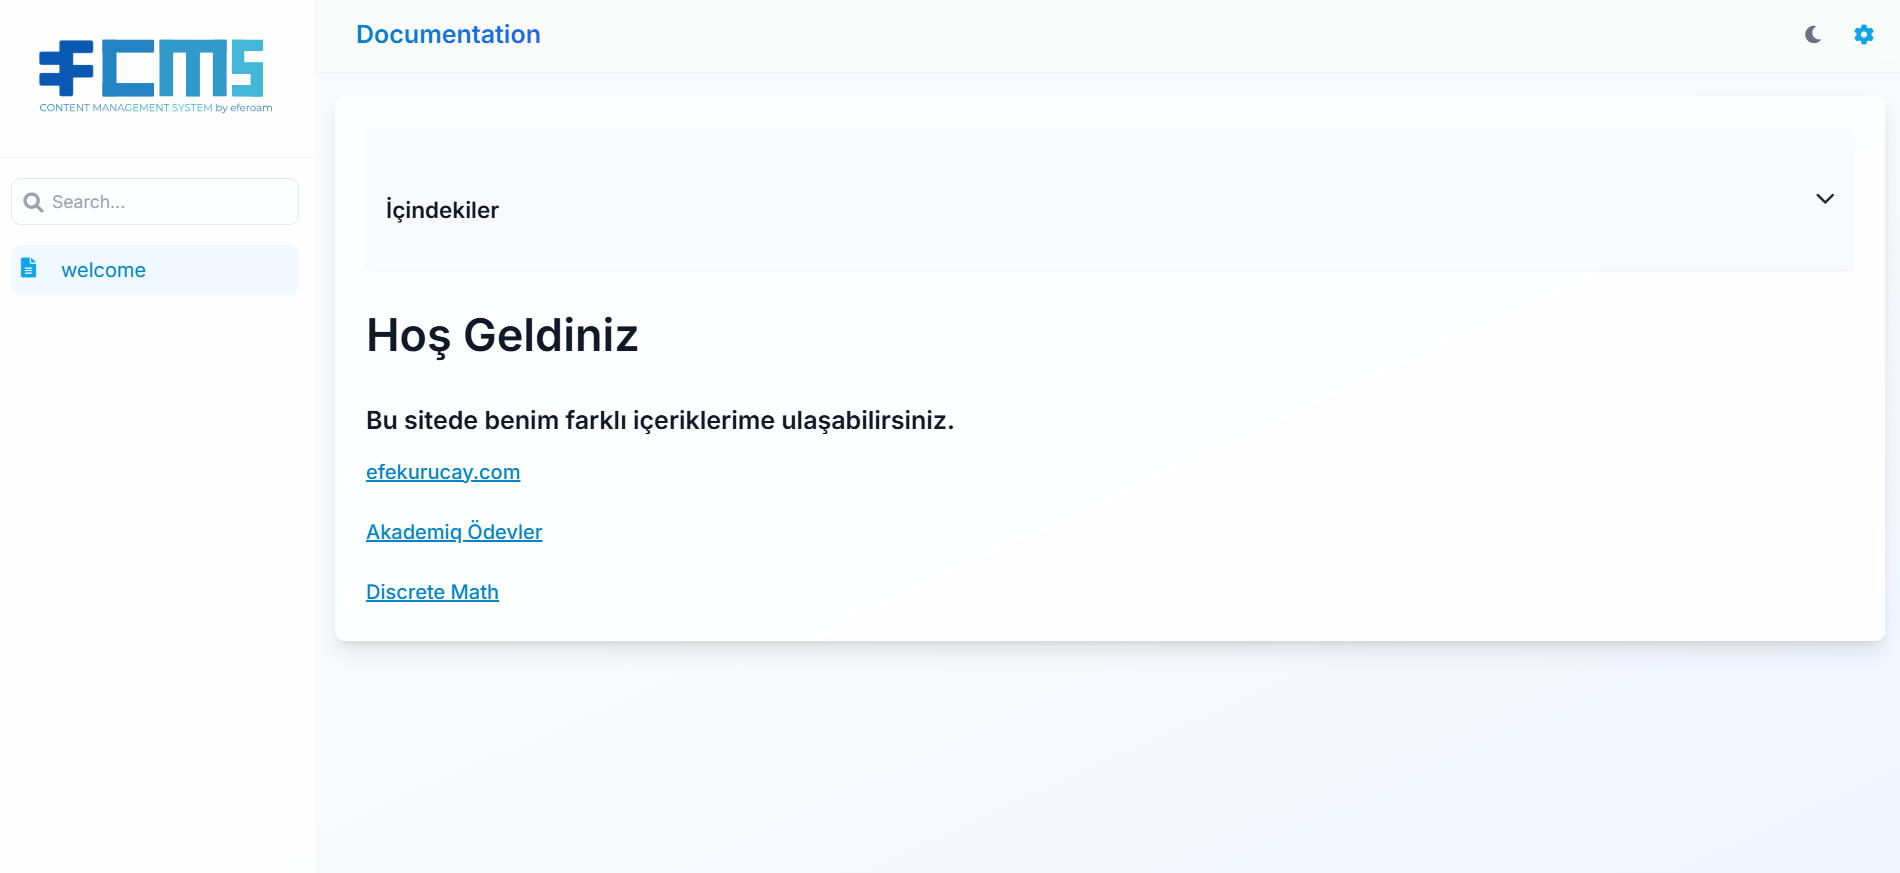 FCMS
CONTENT MANAGEMENT SYSTEM by eferoam
Search...
welcome
Documentation
İçindekiler
Hoş Geldiniz
Bu sitede benim farklı içeriklerime ulaşabilirsiniz.
efekurucay.com
Akademiq Ödevler
Discrete Math